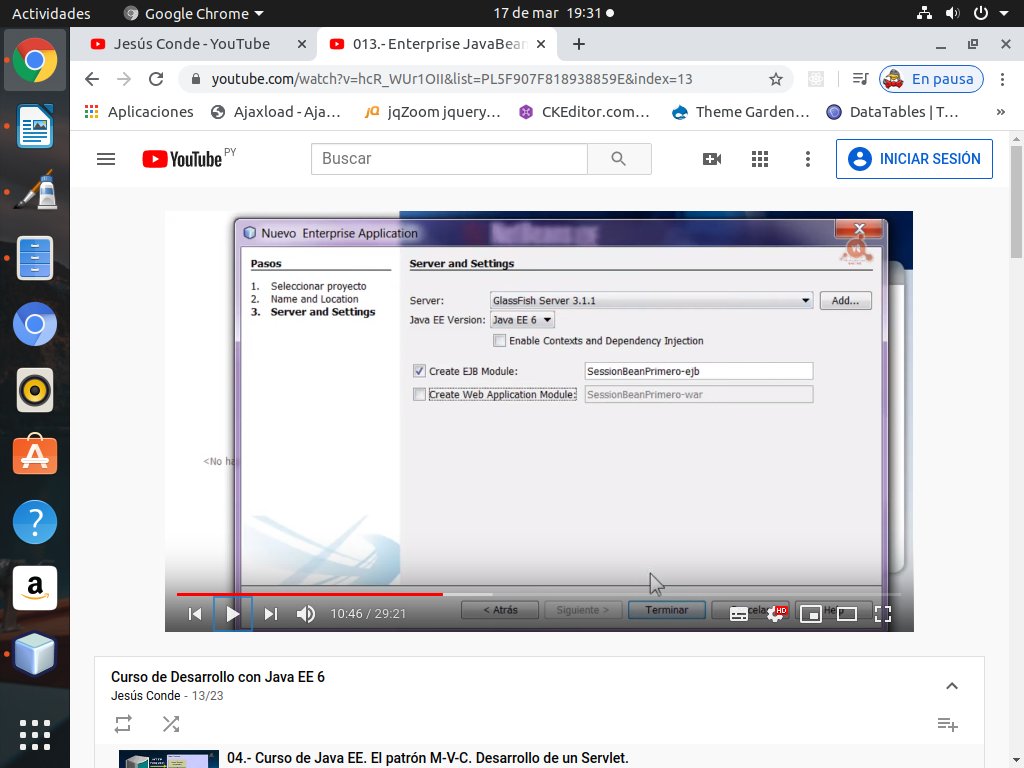 Actividades Google Chrome 17 de mar 19:31
Jesús Conde - YouTube 013.- Enterprise JavaBean
youtube.com/watch?v=hcR_WUr1OII&list=PL5F907F818938859E&index=13 En pausa
Aplicaciones Ajaxload - Aja... jqZoom jquery... CKEditor.com... Theme Garden... DataTables | T... »
YouTube PY Buscar INICIAR SESIÓN
Nuevo Enterprise Application
Pasos
1. Seleccionar proyecto
2. Name and Location
3. Server and Settings
Server and Settings
Server: GlassFish Server 3.1.1 Add...
Java EE Version: Java EE 6
Enable Contexts and Dependency Injection
Create EJB Module: SessionBeanPrimero-ejb
Create Web Application Module: SessionBeanPrimero-war
<No ha
< Atrás Siguiente > Terminar Hel
10:46 / 29:21 HD
Curso de Desarrollo con Java EE 6
Jesús Conde - 13/23
04.- Curso de Java EE. El patrón M-V-C. Desarrollo de un Servlet.